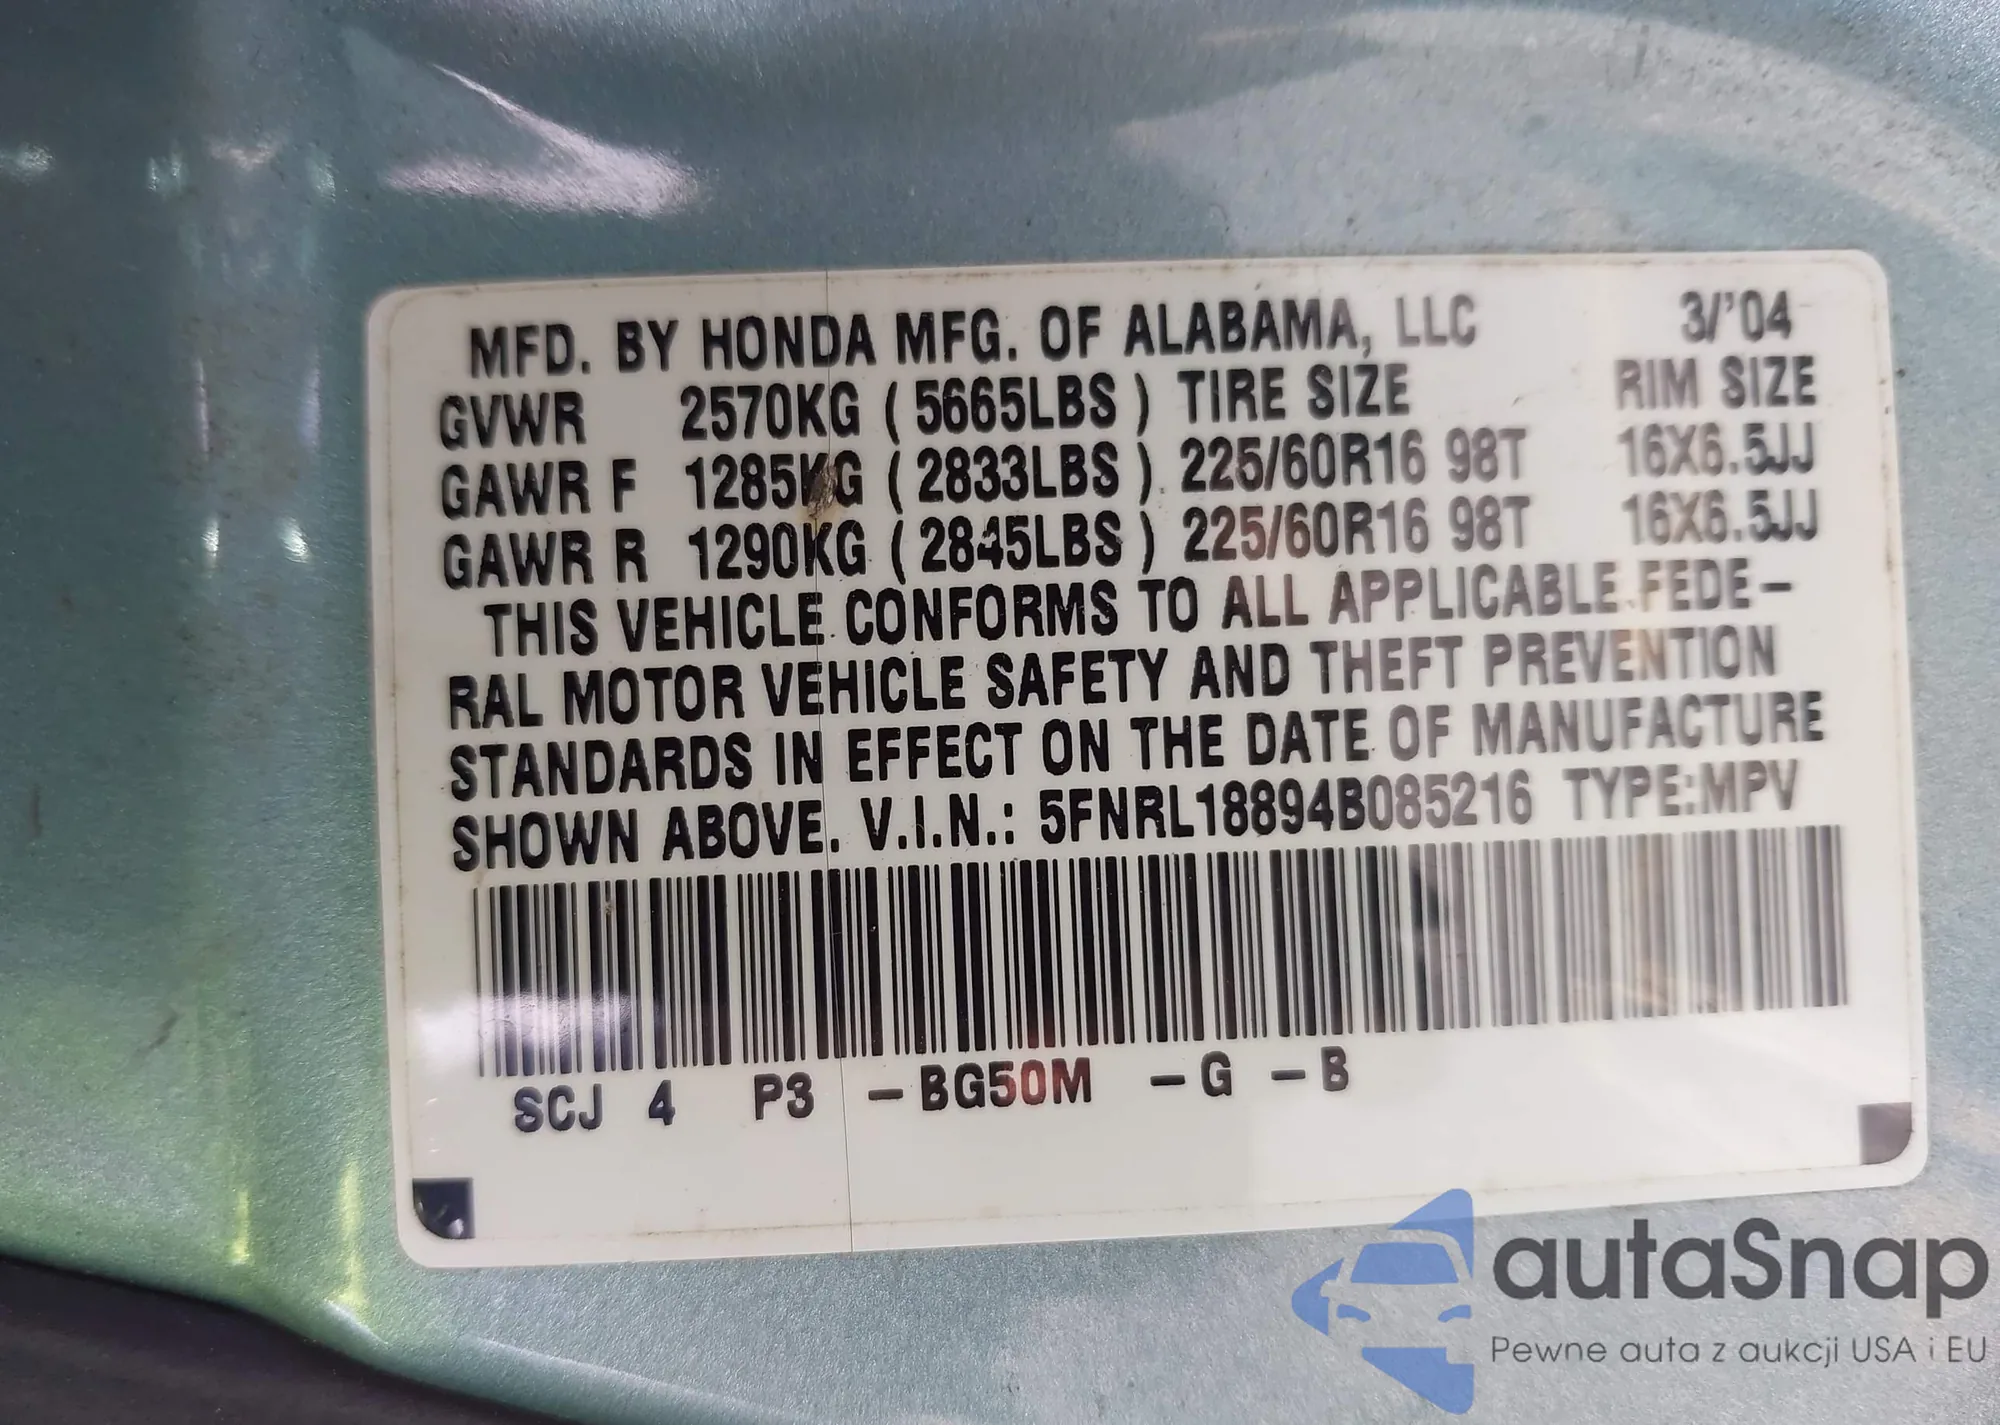 MFD. BY HONDA MFG. OF ALABAMA, LLC 3/'04
GVWR 2570KG ( 5665LBS ) TIRE SIZE RIM SIZE
GAWR F 1285KG ( 2833LBS ) 225/60R16 98T 16X6.5JJ
GAWR R 1290KG ( 2845LBS ) 225/60R16 98T 16X6.5JJ
THIS VEHICLE CONFORMS TO ALL APPLICABLE FEDE-
RAL MOTOR VEHICLE SAFETY AND THEFT PREVENTION
STANDARDS IN EFFECT ON THE DATE OF MANUFACTURE
SHOWN ABOVE. V.I.N.: 5FNRL18894B085216 TYPE:MPV
SCJ 4 P3 -BG50M -G -B
autaSnap
Pewne auta z aukcji USA i EU